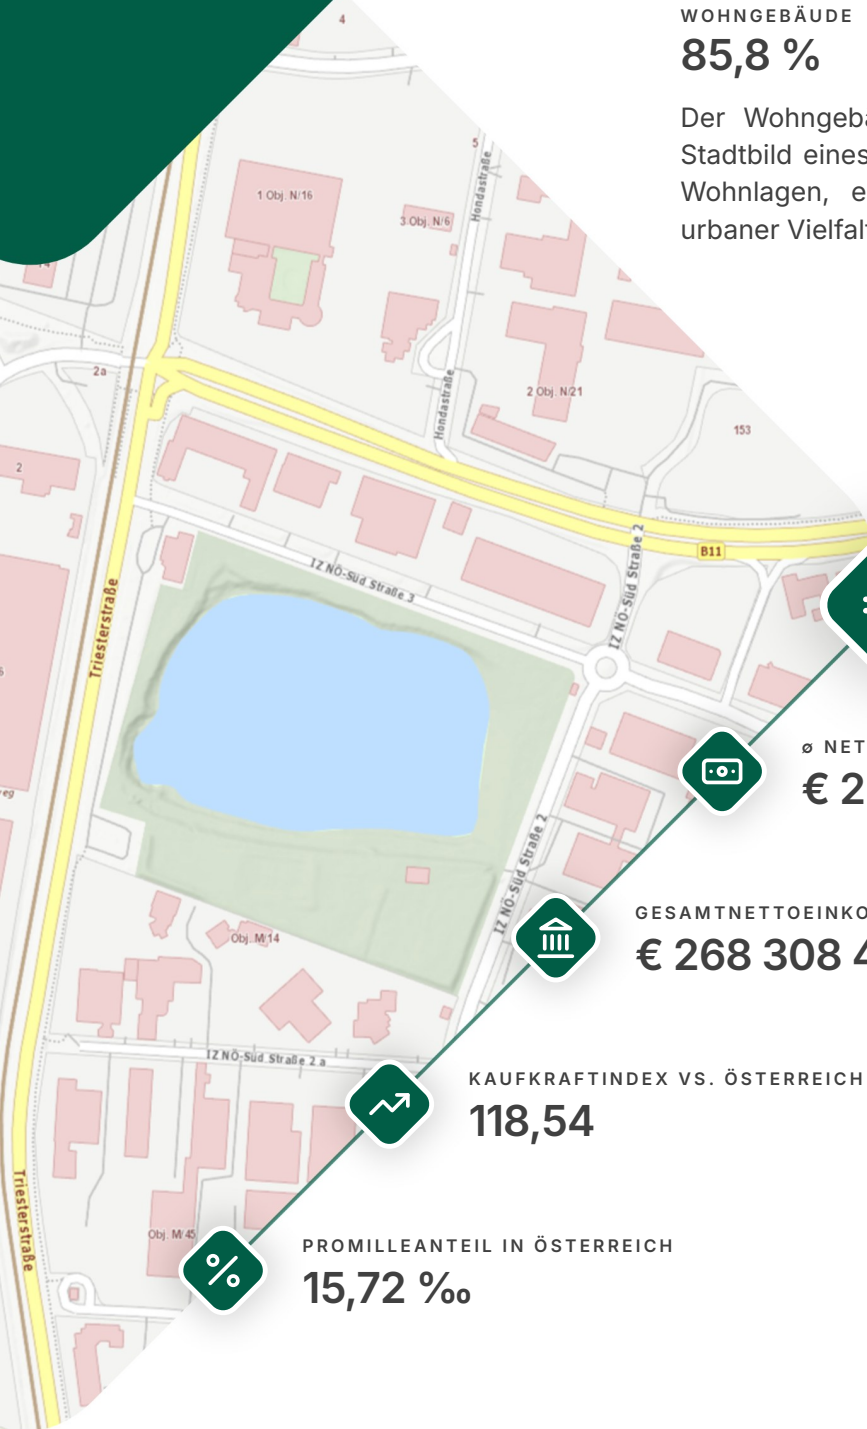 WOHNGEBÄUDE
85,8 %
Der Wohngeb
Stadtbild eines
Wohnlagen, e
urbaner Vielfal
4
5
Hondastraße
1 Obj. N/16
3 Obj. N/6
2a
Hondastraße
2 Obj. N/21
153
2
B11
IZ NÖ-Süd Straße 3
IZ NÖ-Süd Straße 2
Triesterstraße
ø NET
€ 2
eg
IZ NÖ-Süd Straße 2
GESAMTNETTOEINKO
€ 268 308 4
Obj. M/14
IZ NÖ-Süd Straße 2 a
KAUFKRAFTINDEX VS. ÖSTERREICH
118,54
Triesterstraße
Obj. M/45
PROMILLEANTEIL IN ÖSTERREICH
15,72 ‰